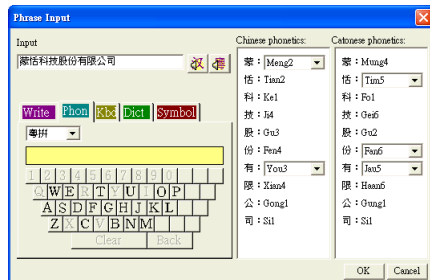 Phrase Input
Input
蒙恬科技股份有限公司
汉
Write Phon Kbd Dict Symbol
粵拼
1 2 3 4 5 6 7 8 9 0
Q W E R T Y U I O P
A S D F G H J K L
Z X C V B N M
Clear Back
Chinese phonetics:
蒙： Meng2
恬：Tian2
科：Ke1
技：Ji4
股：Gu3
份：Fen4
有： You3
限：Xian4
公：Gong1
司：Si1
Catonese phonetics:
蒙：Mung4
恬： Tim5
科：Fo1
技：Gei6
股：Gu2
份： Fan6
有： Jau5
限：Haan6
公：Gung1
司：Si1
OK Cancel